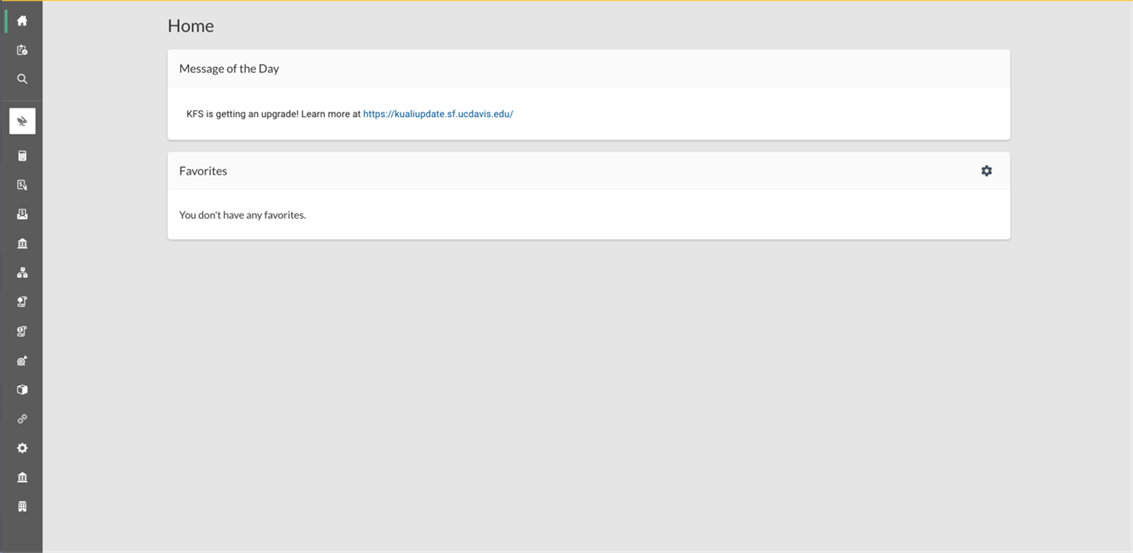 Home
Message of the Day
KFS is getting an upgrade! Learn more at https://kualiupdate.sf.ucdavis.edu/
Favorites
You don't have any favorites.